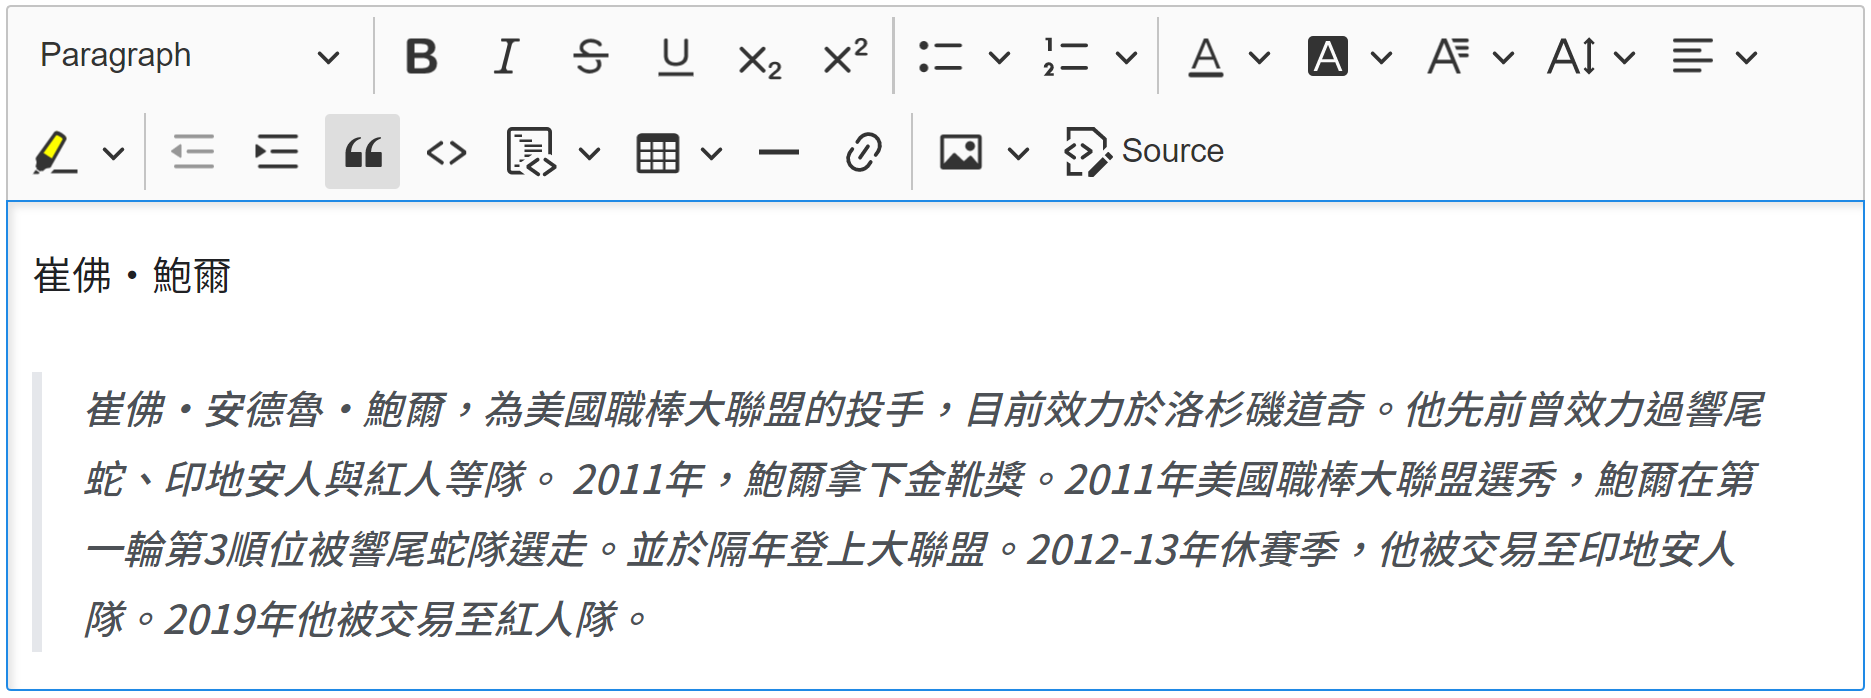 Paragraph
Source
崔佛·鮑爾
崔佛·安德魯·鮑爾，為美國職棒大聯盟的投手，目前效力於洛杉磯道奇。他先前曾效力過響尾
蛇、印地安人與紅人等隊。 2011年，鮑爾拿下金靴獎。2011年美國職棒大聯盟選秀，鮑爾在第
一輪第3順位被響尾蛇隊選走。並於隔年登上大聯盟。2012-13年休賽季，他被交易至印地安人
隊。2019年他被交易至紅人隊。